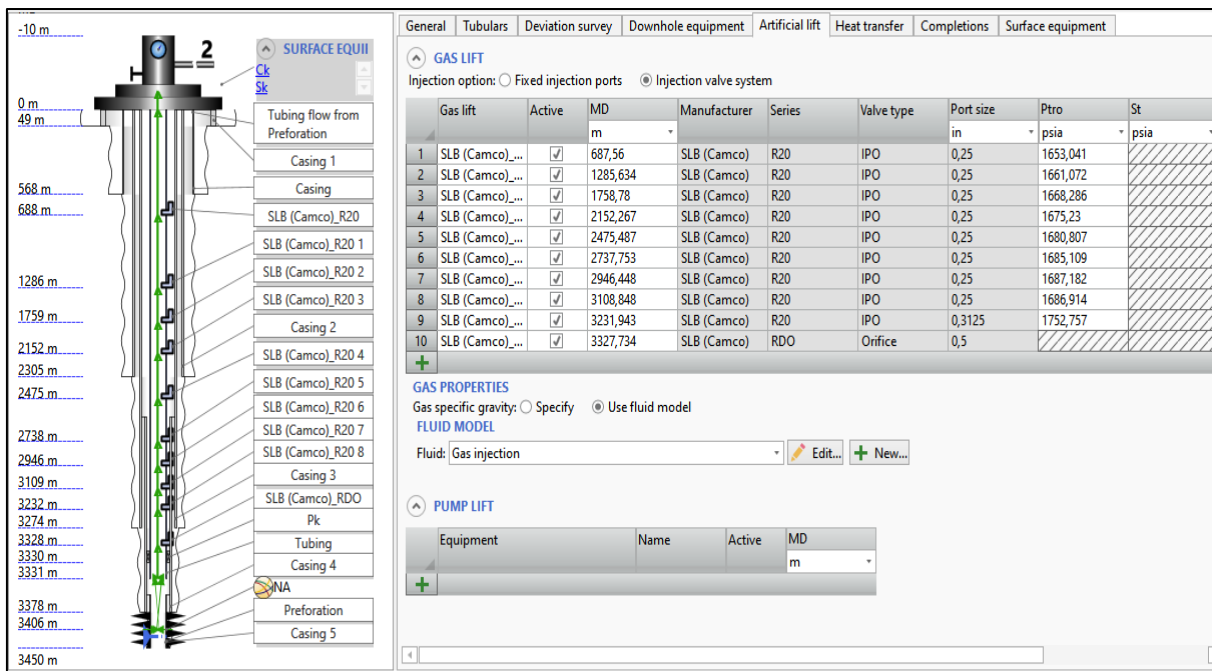 -10 m
2
SURFACE EQUII
Ck
Sk
0 m
49 m
Tubing flow from
Preforation
Casing 1
568 m
Casing
688 m
SLB (Camco)_R20
SLB (Camco)_R20 1
1286 m
SLB (Camco)_R20 2
1759 m
SLB (Camco)_R20 3
Casing 2
2152 m
2305 m
SLB (Camco)_R20 4
2475 m
SLB (Camco)_R20 5
SLB (Camco)_R20 6
2738 m
SLB (Camco)_R20 7
2946 m
SLB (Camco)_R20 8
3109 m
Casing 3
3232 m
SLB (Camco)_RDO
3274 m
Pk
3328 m
Tubing
3330 m
3331 m
Casing 4
NA
3378 m
Preforation
3406 m
Casing 5
3450 m
General Tubulars Deviation survey Downhole equipment Artificial lift Heat transfer Completions Surface equipment
GAS LIFT
Injection option: Fixed injection ports Injection valve system
Gas lift Active MD Manufacturer Series Valve type Port size Ptro St
m in psia psia
1 SLB (Camco)_... 687,56 SLB (Camco) R20 IPO 0,25 1653,041
2 SLB (Camco)_... 1285,634 SLB (Camco) R20 IPO 0,25 1661,072
3 SLB (Camco)_... 1758,78 SLB (Camco) R20 IPO 0,25 1668,286
4 SLB (Camco)_... 2152,267 SLB (Camco) R20 IPO 0,25 1675,23
5 SLB (Camco)_... 2475,487 SLB (Camco) R20 IPO 0,25 1680,807
6 SLB (Camco)_... 2737,753 SLB (Camco) R20 IPO 0,25 1685,109
7 SLB (Camco)_... 2946,448 SLB (Camco) R20 IPO 0,25 1687,182
8 SLB (Camco)_... 3108,848 SLB (Camco) R20 IPO 0,25 1686,914
9 SLB (Camco)_... 3231,943 SLB (Camco) R20 IPO 0,3125 1752,757
10 SLB (Camco)_... 3327,734 SLB (Camco) RDO Orifice 0,5
GAS PROPERTIES
Gas specific gravity: Specify Use fluid model
FLUID MODEL
Fluid: Gas injection Edit... New...
PUMP LIFT
Equipment Name Active MD
m